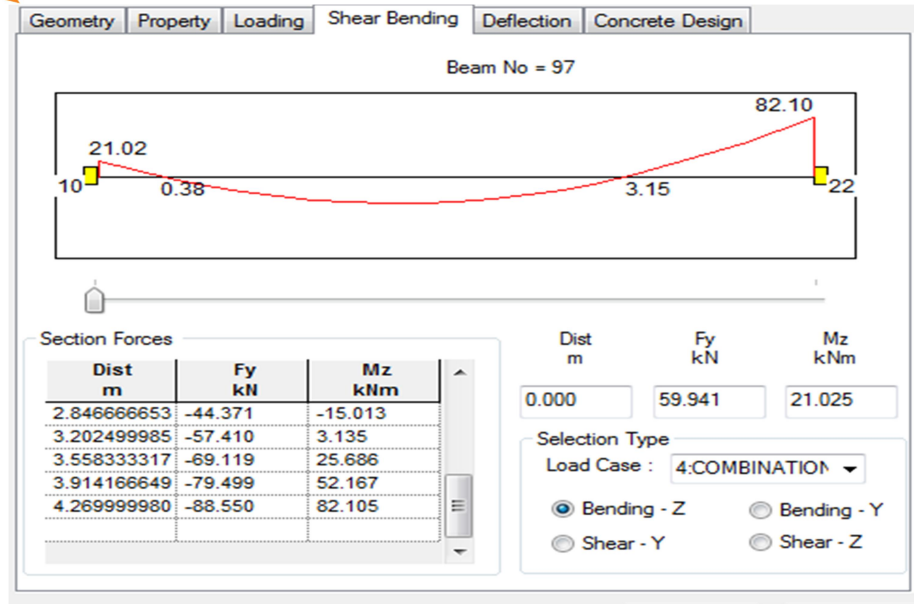 Geometry Property Loading Shear Bending Deflection Concrete Design
Beam No = 97
82.10
21.02
10 0.38 3.15 22
Section Forces
Dist Fy Mz
m kN kNm
2.846666653 -44.371 -15.013
3.202499985 -57.410 3.135
3.558333317 -69.119 25.686
3.914166649 -79.499 52.167
4.269999980 -88.550 82.105
Dist Fy Mz
m kN kNm
0.000 59.941 21.025
Selection Type
Load Case : 4:COMBINATION
Bending - Z Bending - Y
Shear - Y Shear - Z